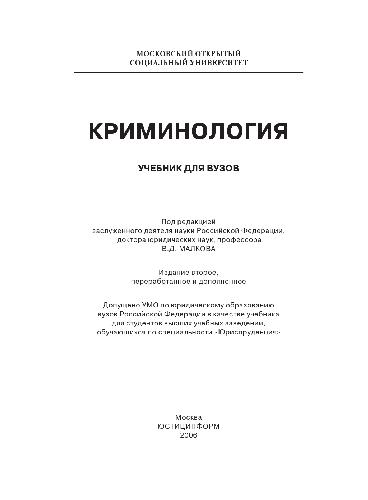 МОСКОВСКИЙ ОТКРЫТЫЙ
СОЦИАЛЬНЫЙ УНИВЕРСИТЕТ
КРИМИНОЛОГИЯ
УЧЕБНИК ДЛЯ ВУЗОВ
Под редакцией
заслуженного деятеля науки Российской Федерации,
доктора юридических наук, профессора
В.Д. МАЛКОВА
Издание второе,
переработанное и дополненное
Допущено УМО по юридическому образованию
вузов Российской Федерации в качестве учебника
для студентов высших учебных заведений,
обучающихся по специальности «Юриспруденция»
Москва
ЮСТИЦИНФОРМ
2006